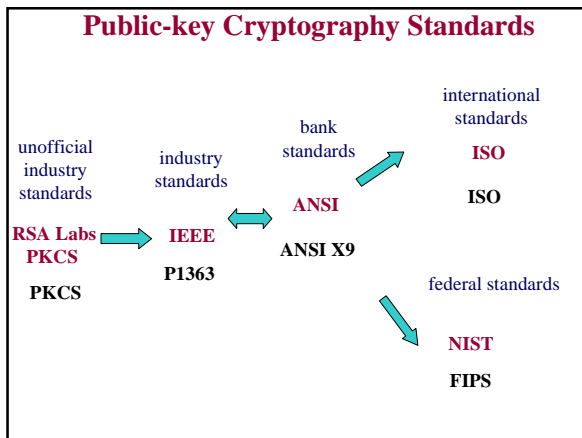 Public-key Cryptography Standards
unofficial
industry
standards
RSA Labs
PKCS
PKCS
industry
standards
IEEE
P1363
bank
standards
ANSI
ANSI X9
international
standards
ISO
ISO
federal standards
NIST
FIPS